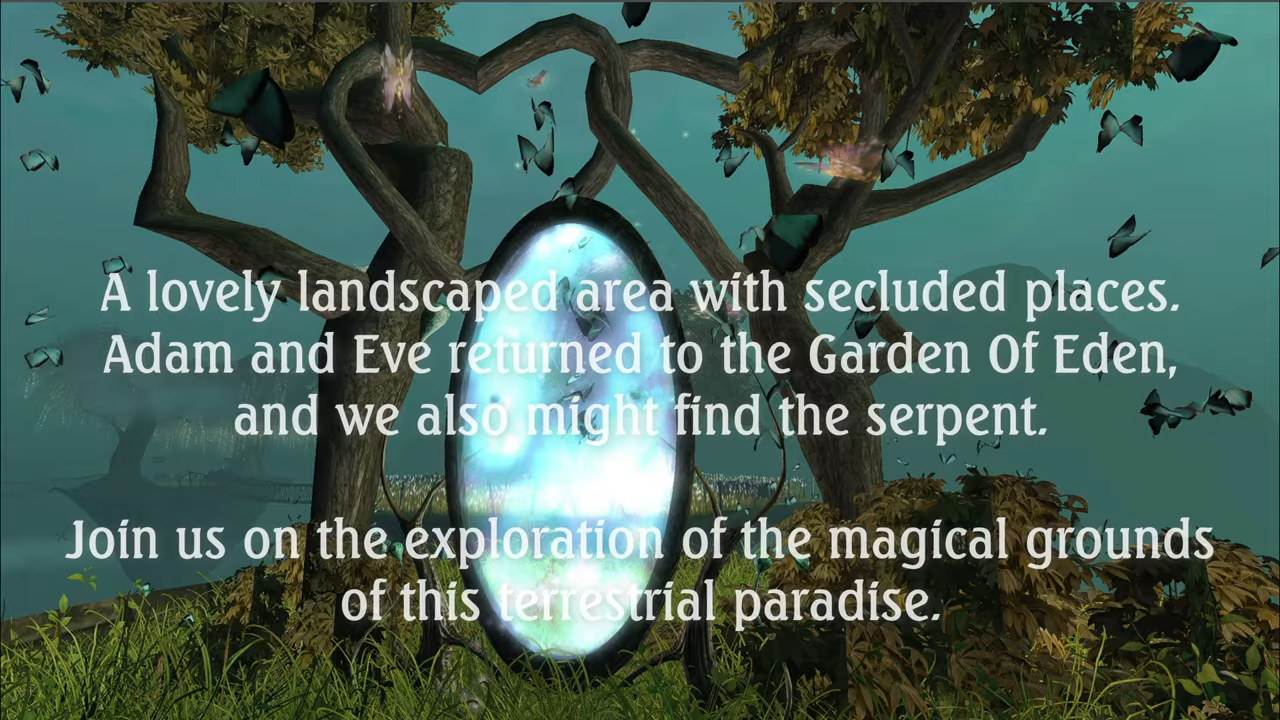 A lovely landscaped area with secluded places.
Adam and Eve returned to the Garden Of Eden,
and we also might find the serpent.
Join us on the exploration of the magical grounds
of this terrestrial paradise.